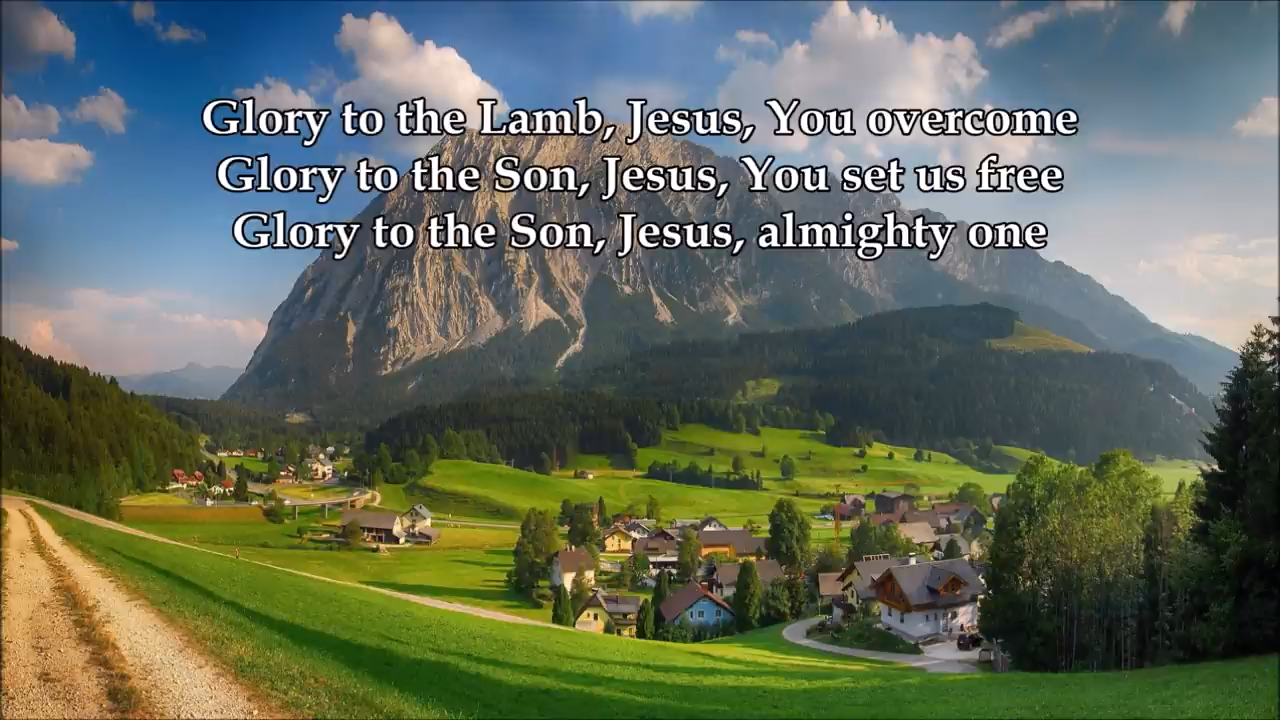 Glory to the Lamb, Jesus, You overcome
Glory to the Son, Jesus, You set us free
Glory to the Son, Jesus, almighty one